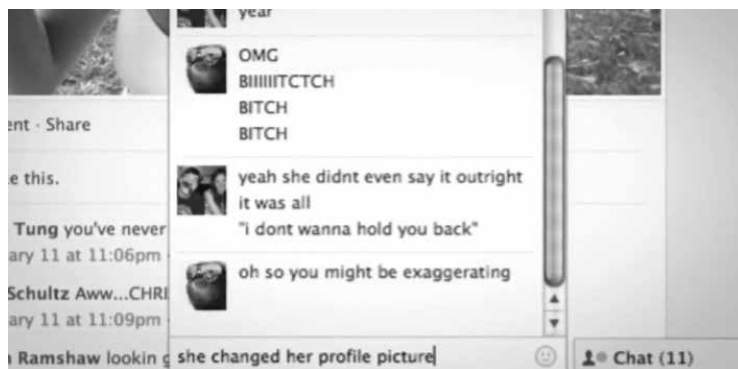 year
OMG
BIIIIIITCTCH
BITCH
BITCH
ent · Share
e this.
yeah she didnt even say it outright
it was all
"i dont wanna hold you back"
Tung you've never
ary 11 at 11:06pm
oh so you might be exaggerating
Schultz Aww...CHRI
ary 11 at 11:09pm
Ramshaw lookin g
she changed her profile picture
Chat (11)